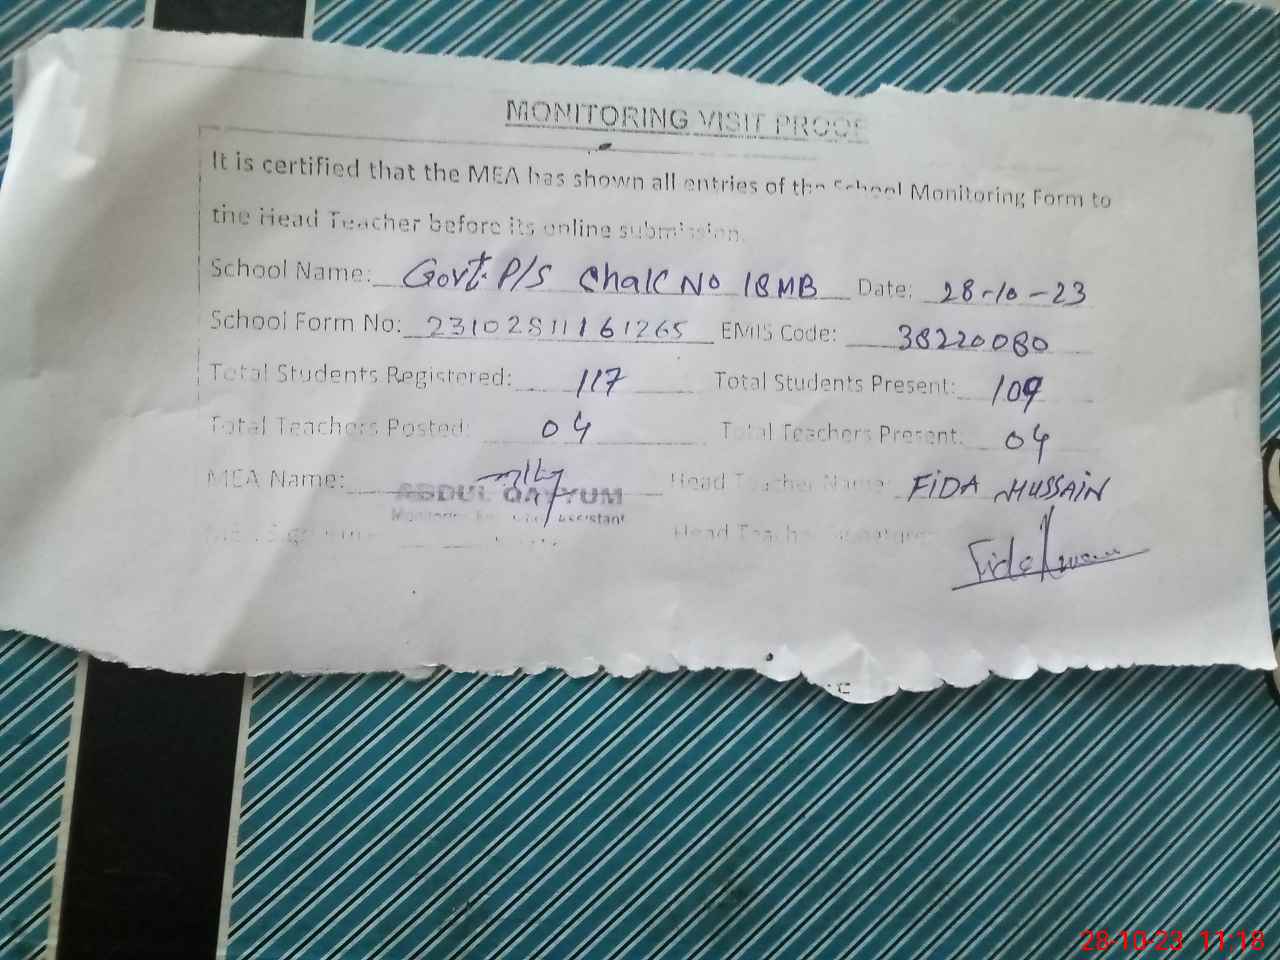 MONITORING VISIT PROOF
It is certified that the MEA has shown all entries of the School Monitoring Form to
the Head Teacher before its online submission.
School Name: Govt. P/S Chak No 18MB Date: 28-10-23
School Form No: 23102811161265 EMIS Code: 38220080
Total Students Registered: 117 Total Students Present: 109
Total Teachers Posted: 04 Total Teachers Present: 04
MEA Name: ABDUL QAYYUM Head Teacher Name: FIDA HUSSAIN
Assistant
Head Teacher Signature:
28-10-23 11:18